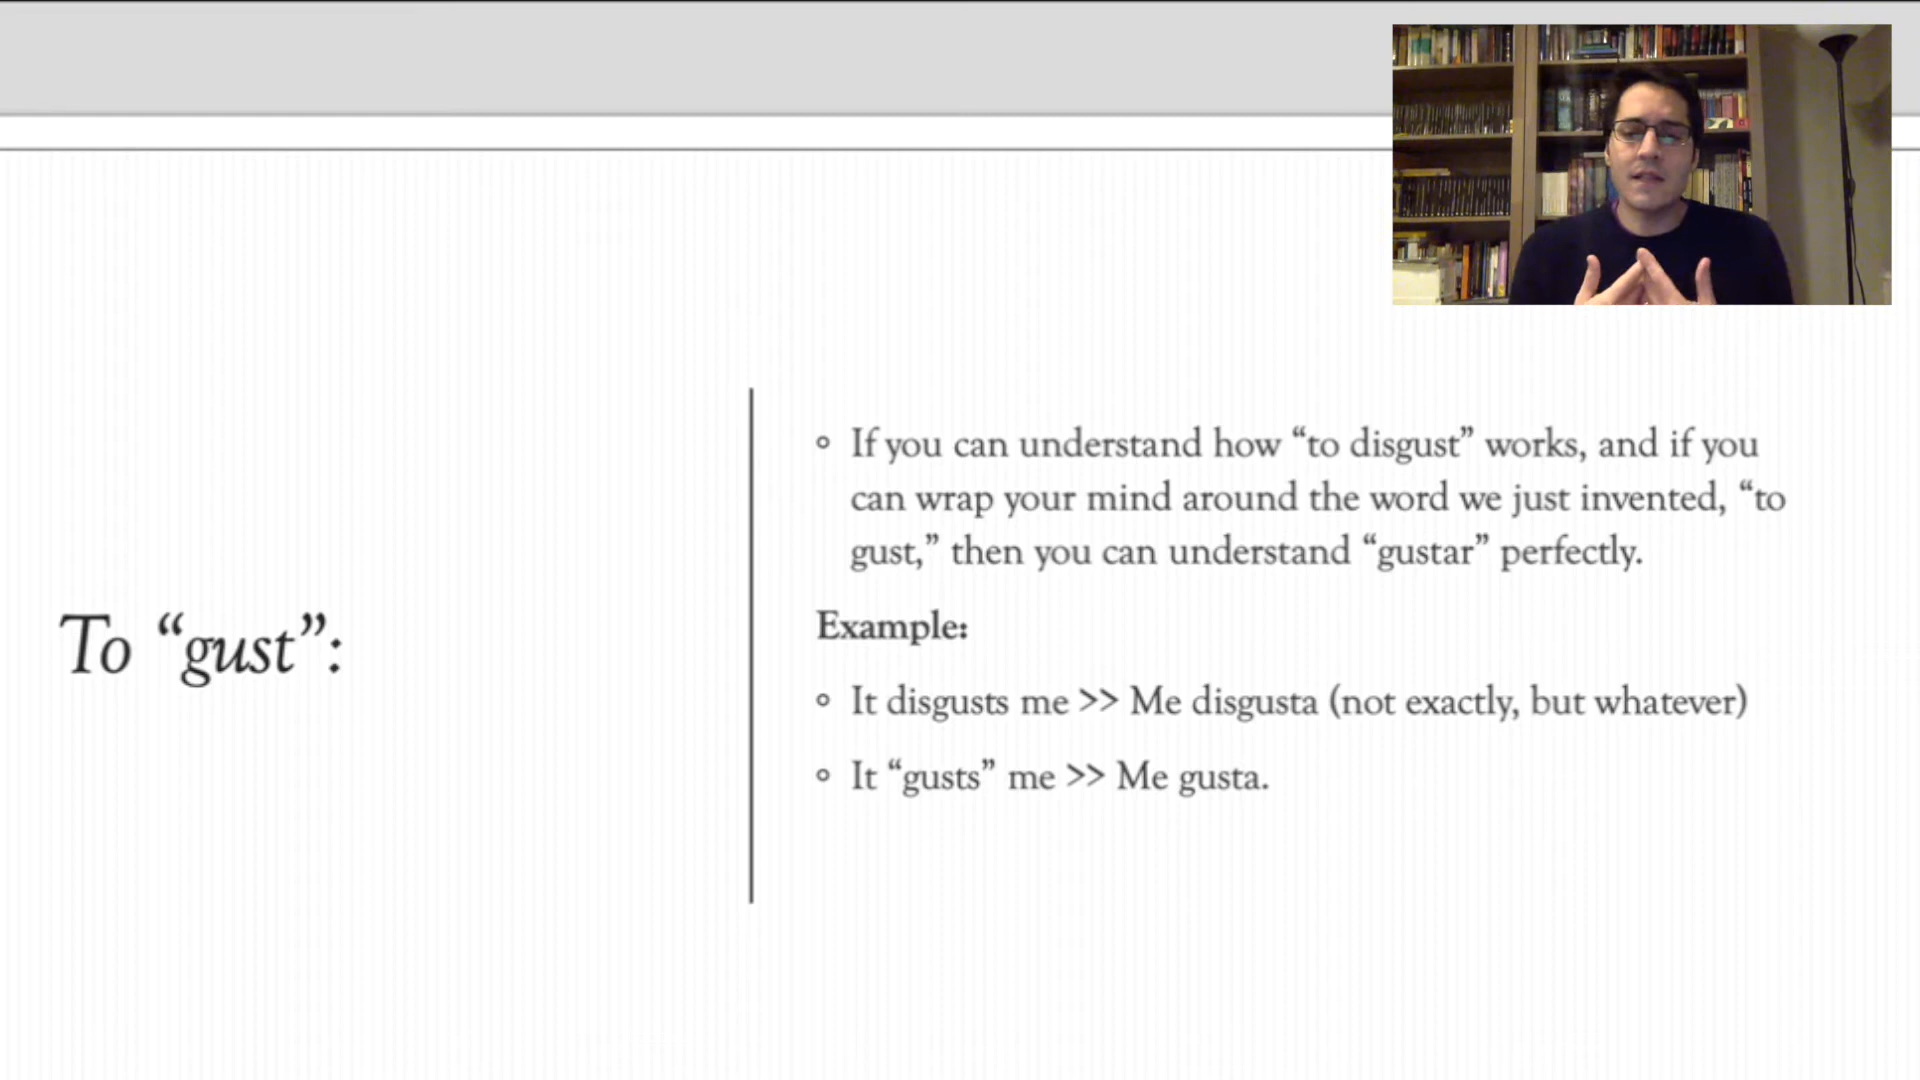 To “gust”:
◦ If you can understand how “to disgust” works, and if you
can wrap your mind around the word we just invented, “to
gust,” then you can understand “gustar” perfectly.
Example:
◦ It disgusts me >> Me disgusta (not exactly, but whatever)
◦ It “gusts” me >> Me gusta.